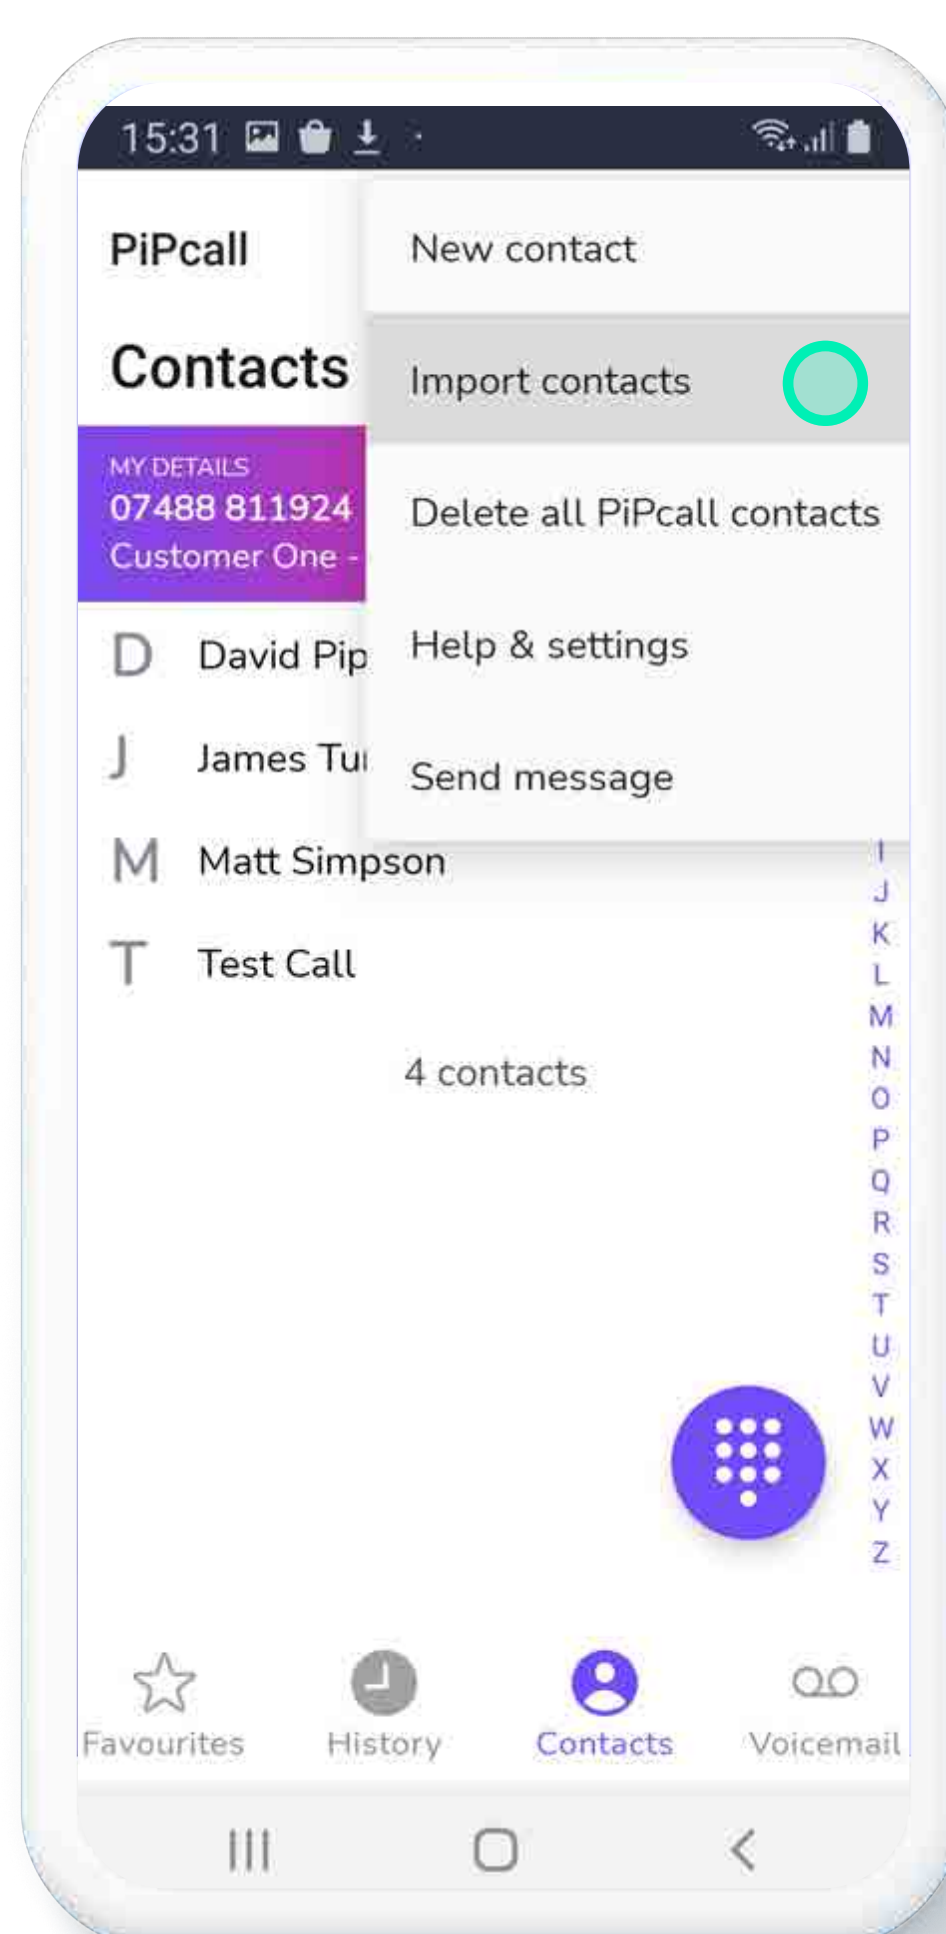 15:31
PiPcall
New contact
Contacts
Import contacts
MY DETAILS
07488 811924
Customer One -
Delete all PiPcall contacts
D David Pip
Help & settings
J James
Send message
M Matt Simpson
T Test Call
4 contacts
I
J
K
L
M
N
O
P
Q
R
S
T
U
V
W
X
Y
Z
Favourites History Contacts Voicemail